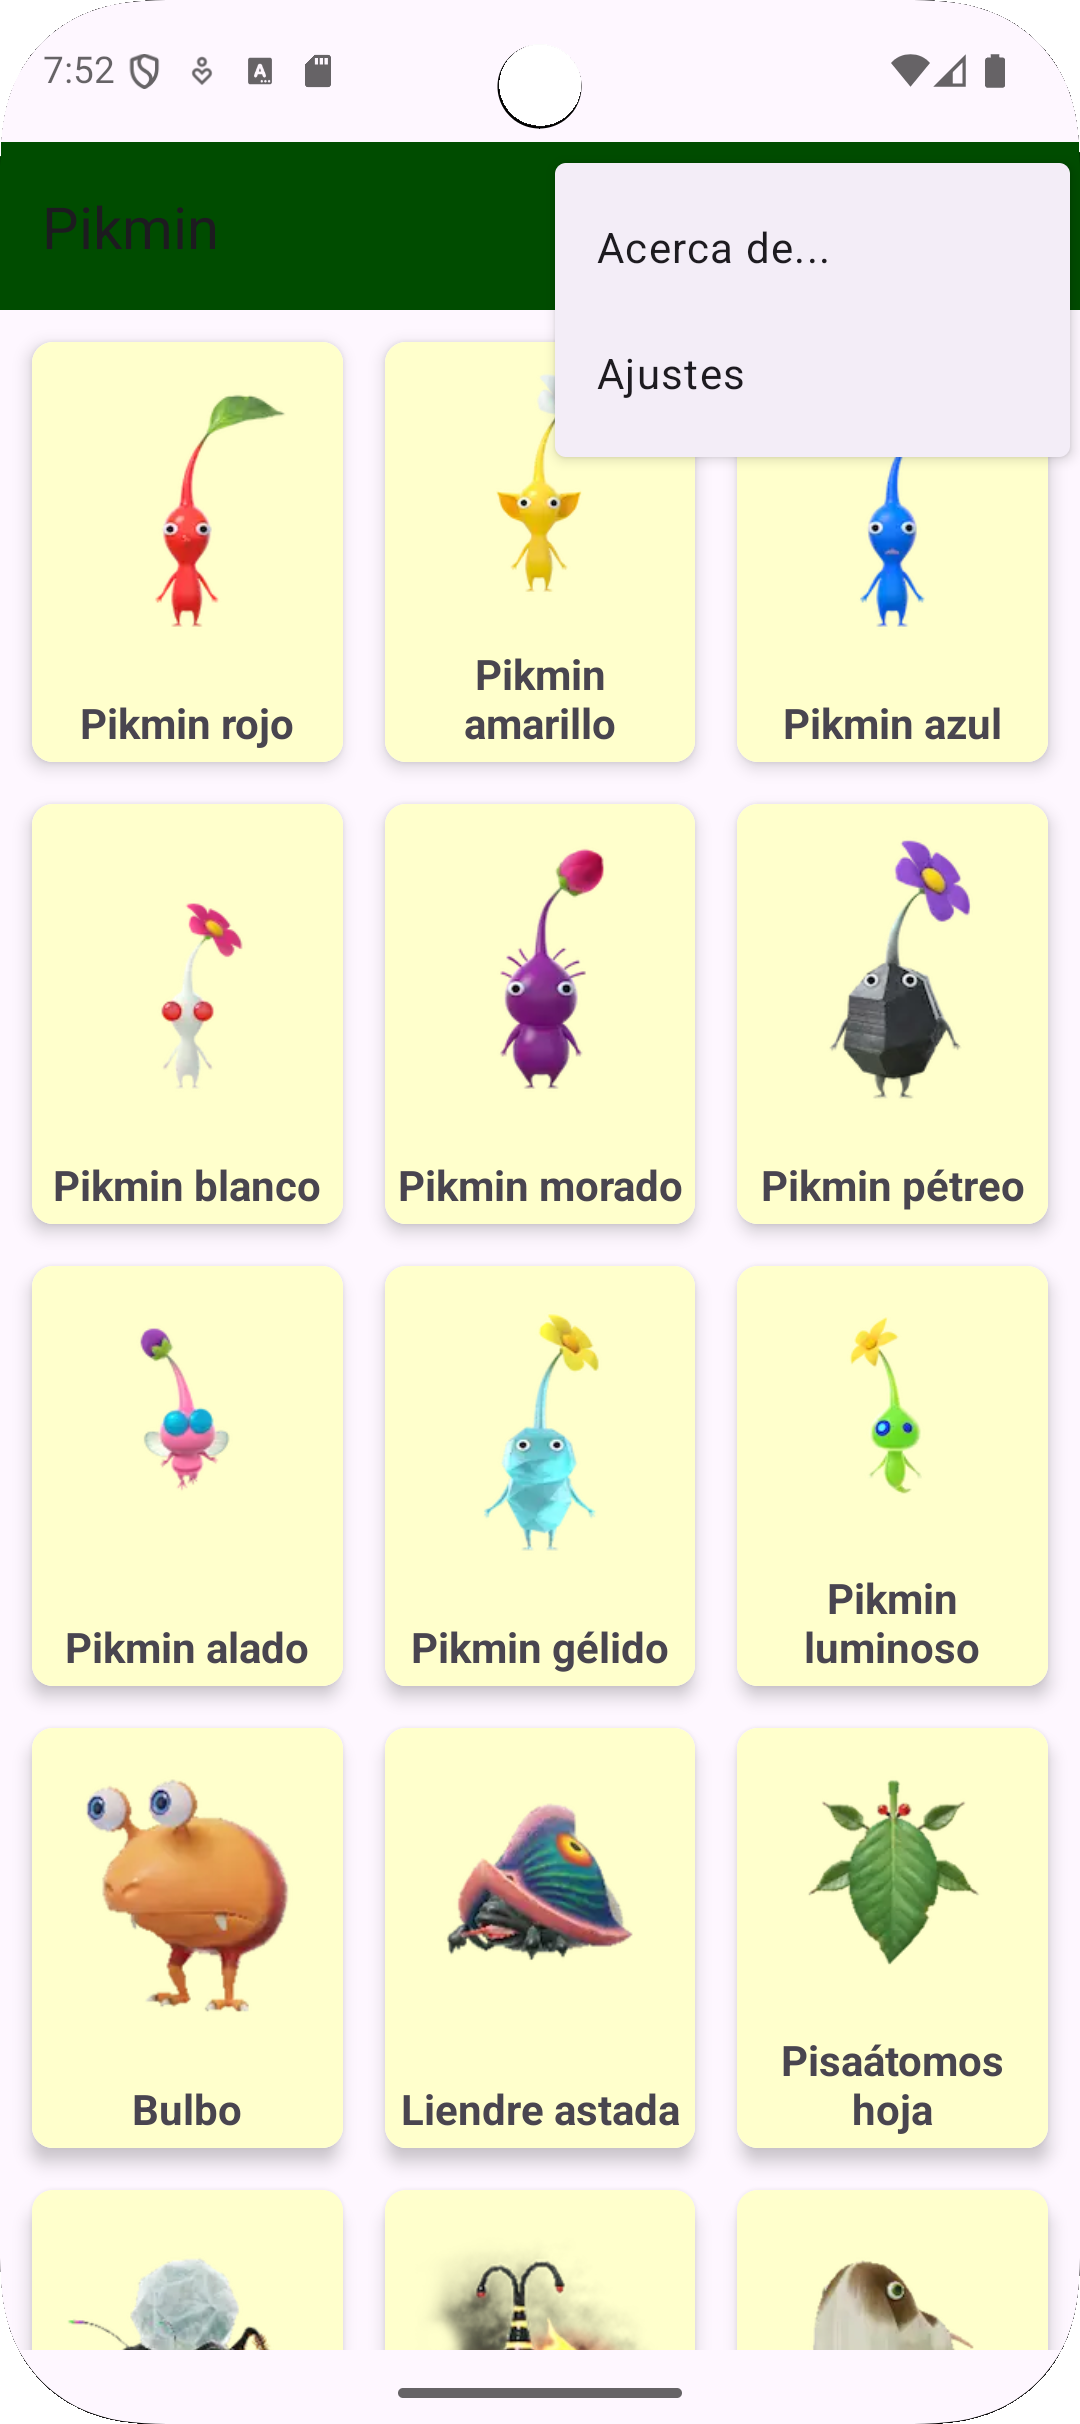 7:52
Pikmin
Acerca de...
Ajustes
Pikmin rojo
Pikmin
amarillo
Pikmin azul
Pikmin blanco
Pikmin morado
Pikmin pétreo
Pikmin alado
Pikmin gélido
Pikmin
luminoso
Bulbo
Liendre astada
Pisaátomos
hoja